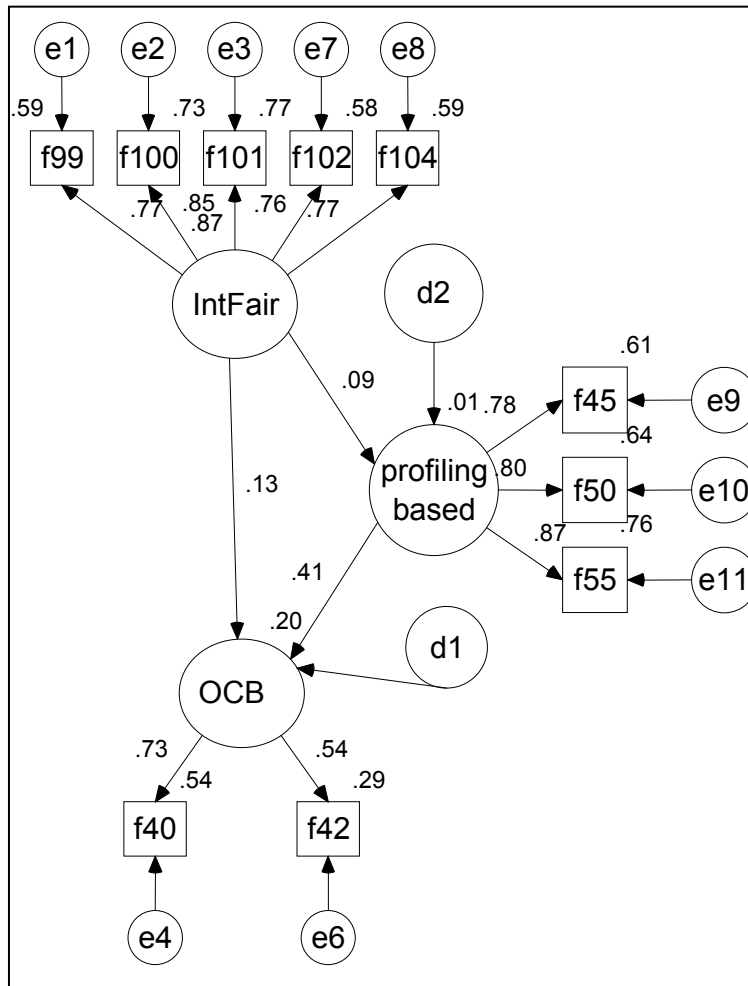 e1 e2 e3 e7 e8
.59 .73 .77 .58 .59
f99 f100 f101 f102 f104
.77 .85 .87 .76 .77
IntFair
d2
.09
.61
.01 .78 f45 e9
.64
profiling
based
.80 f50 e10
.76
.87 f55 e11
.13
.41
.20
d1
OCB
.73 .54
.54 .29
f40 f42
e4 e6